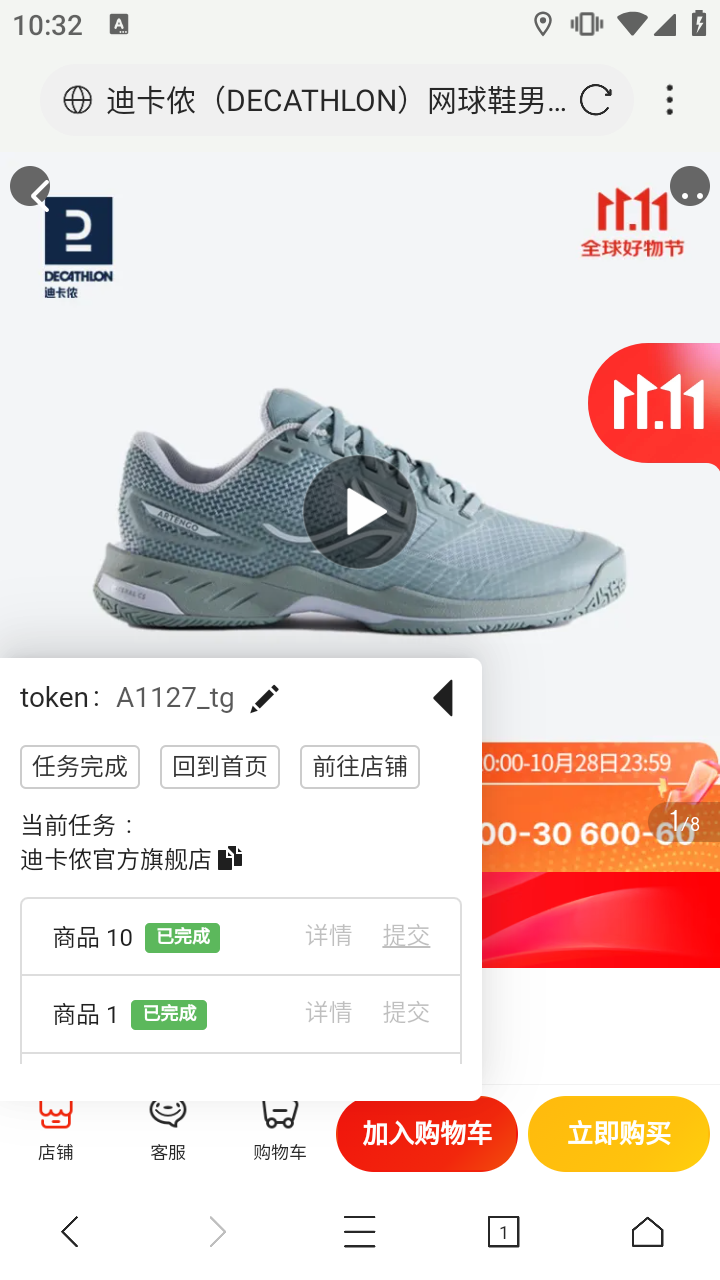 10:32
A
迪卡侬（DECATHLON）网球鞋男...
DECATHLON
迪卡侬
11.11
全球好物节
11.11
ARTENGO
token： A1127_tg
任务完成
回到首页
前往店铺
0:00-10月28日23:59
当前任务：
00-30 600-60
1/8
迪卡侬官方旗舰店
商品 10 已完成 详情 提交
商品 1 已完成 详情 提交
店铺
客服
购物车
加入购物车
立即购买
1